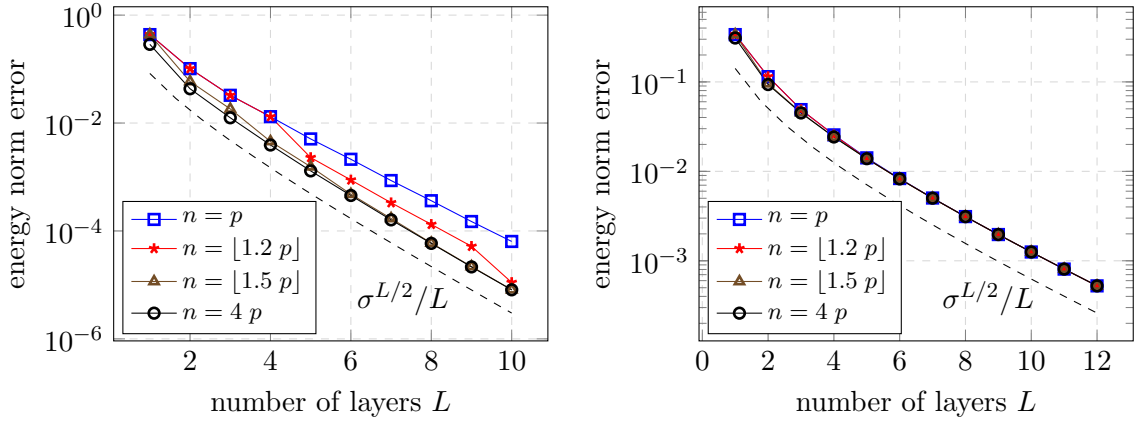 10^0
10^{-2}
10^{-4}
10^{-6}
energy norm error
n = p
n = ⌊1.2 p⌋
n = ⌊1.5 p⌋
n = 4 p
σ^{L/2}/L
2 4 6 8 10
number of layers L
10^{-1}
10^{-2}
10^{-3}
energy norm error
n = p
n = ⌊1.2 p⌋
n = ⌊1.5 p⌋
n = 4 p
σ^{L/2}/L
0 2 4 6 8 10 12
number of layers L